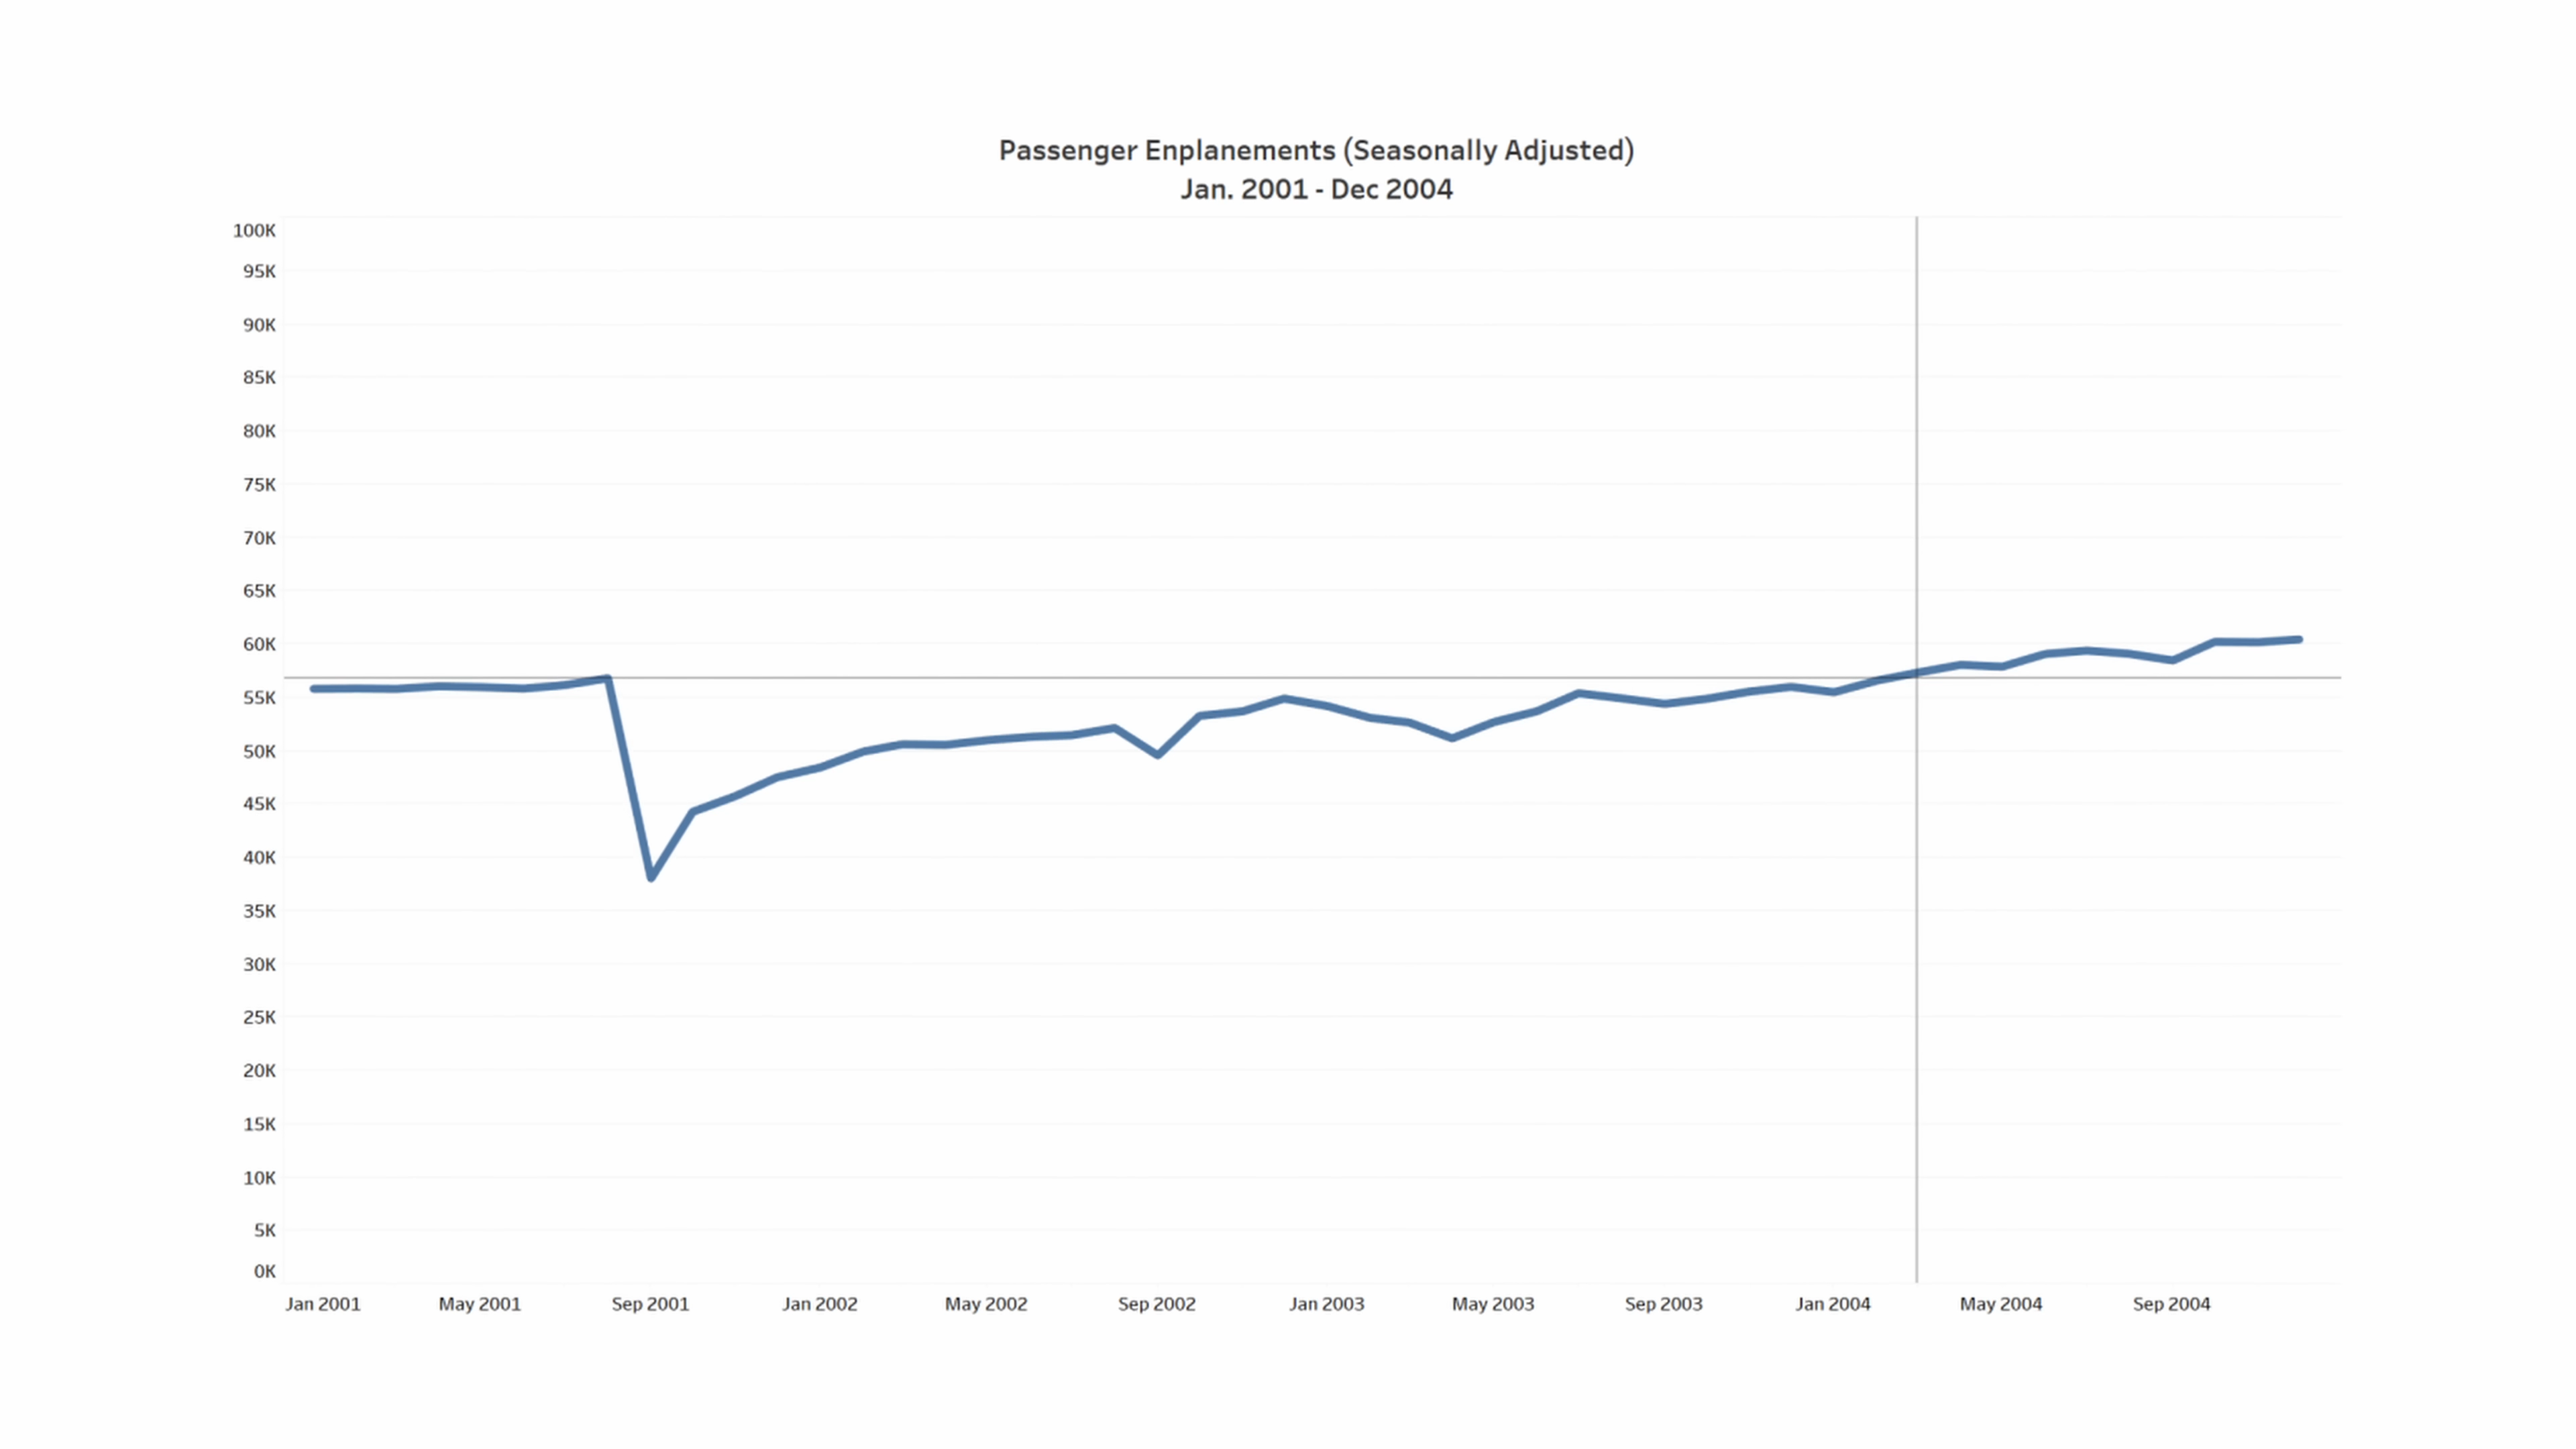 Passenger Enplanements (Seasonally Adjusted)
Jan. 2001 - Dec 2004
100K
95K
90K
85K
80K
75K
70K
65K
60K
55K
50K
45K
40K
35K
30K
25K
20K
15K
10K
5K
0K
Jan 2001 May 2001 Sep 2001 Jan 2002 May 2002 Sep 2002 Jan 2003 May 2003 Sep 2003 Jan 2004 May 2004 Sep 2004